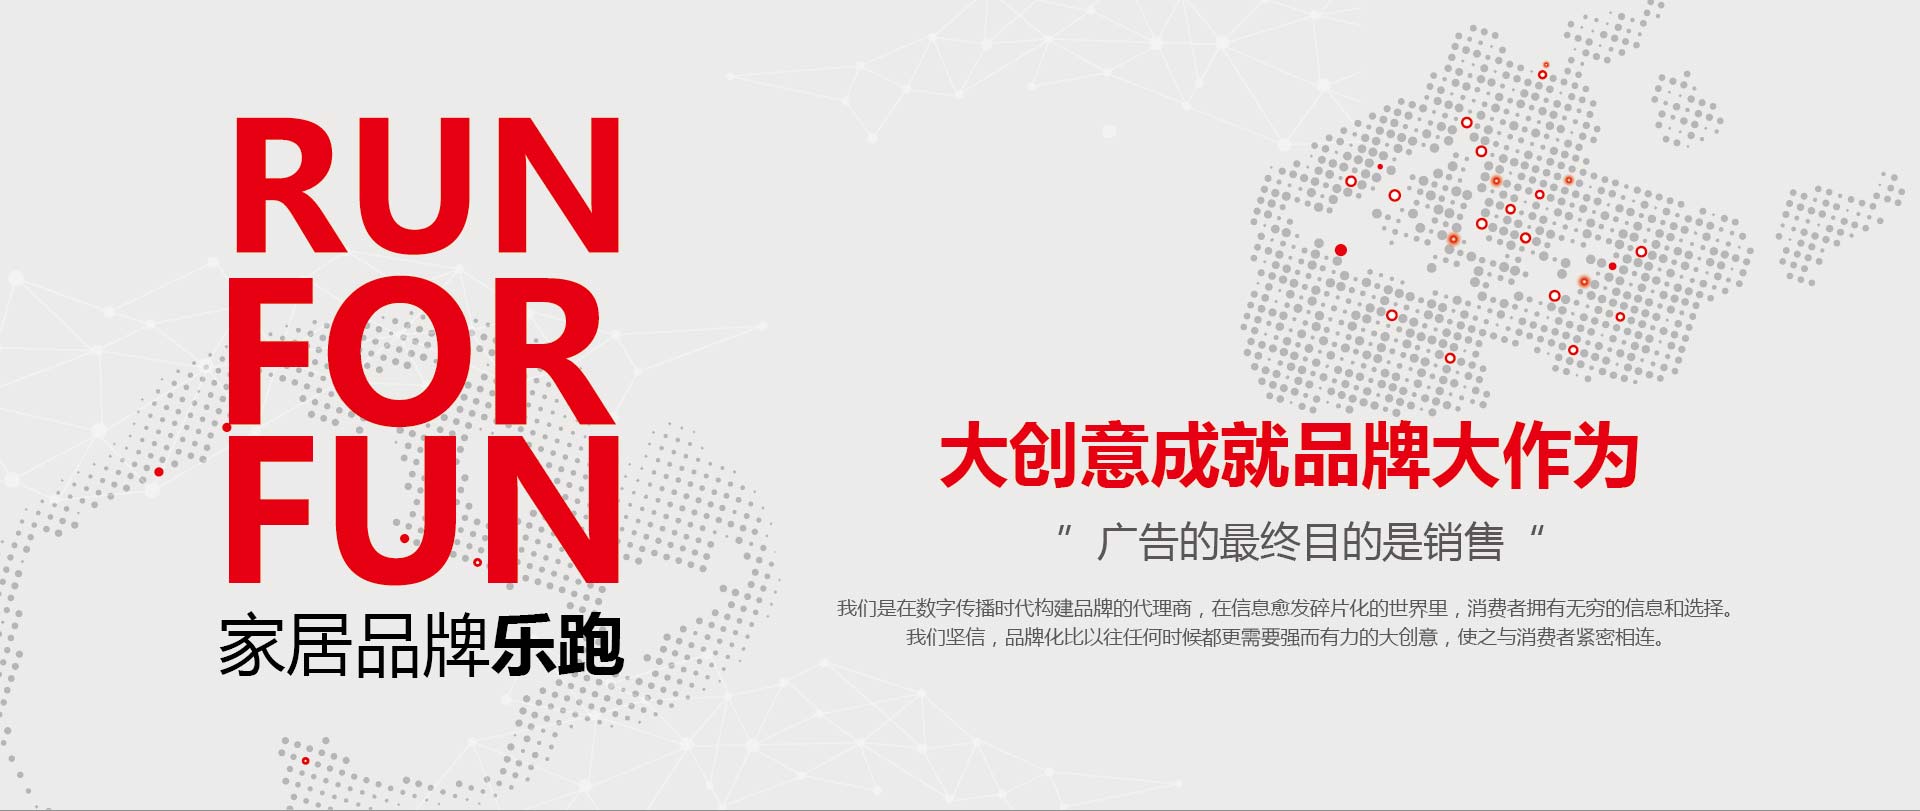 RUN
FOR
FUN
家居品牌乐跑
大创意成就品牌大作为
”广告的最终目的是销售“
我们是在数字传播时代构建品牌的代理商，在信息愈发碎片化的世界里，消费者拥有无穷的信息和选择。
我们坚信，品牌化比以往任何时候都更需要强而有力的大创意，使之与消费者紧密相连。